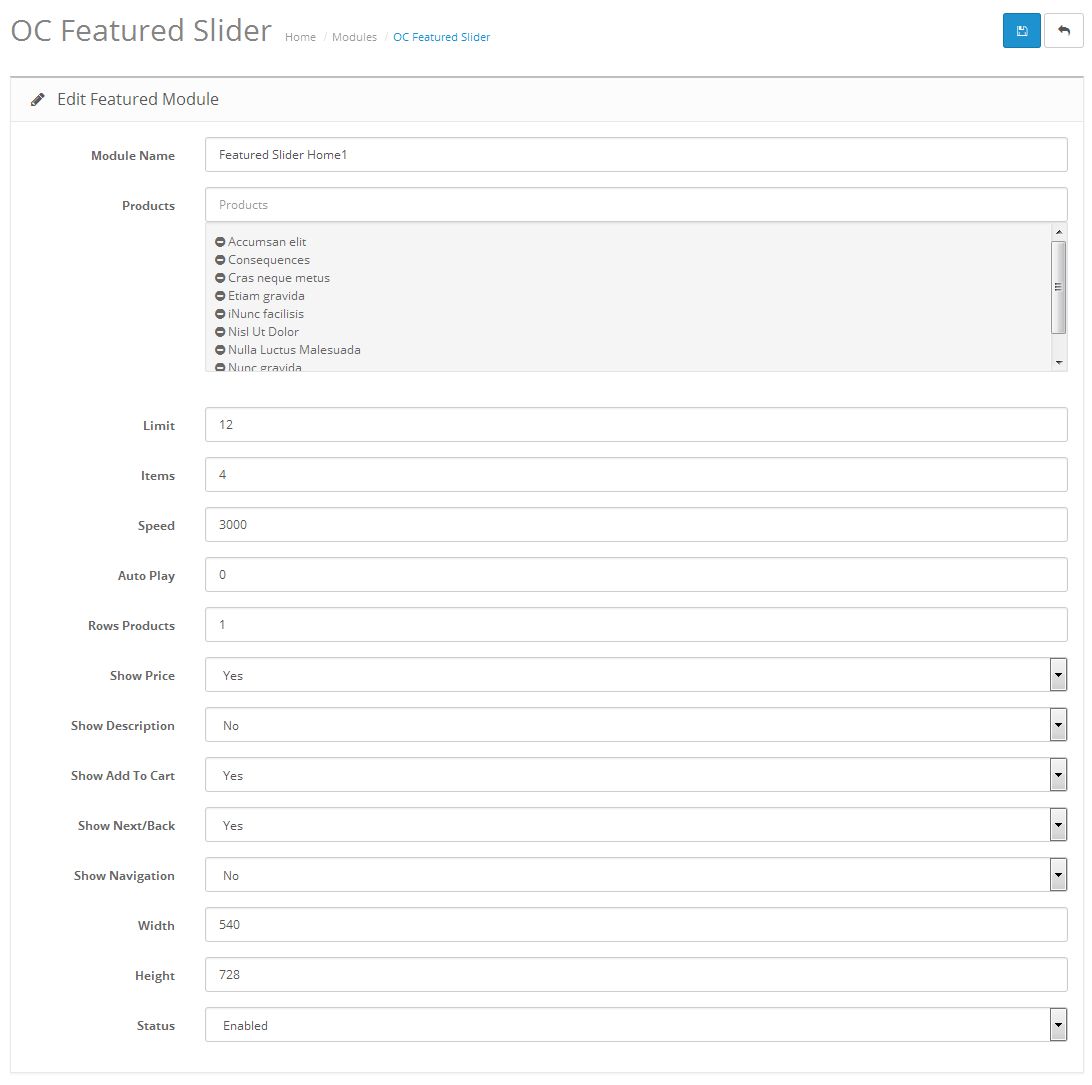 OC Featured Slider Home / Modules / OC Featured Slider
Edit Featured Module
Module Name Featured Slider Home1
Products Products
Accumsan elit
Consequences
Cras neque metus
Etiam gravida
iNunc facilisis
Nisl Ut Dolor
Nulla Luctus Malesuada
Nunc gravida
Limit 12
Items 4
Speed 3000
Auto Play 0
Rows Products 1
Show Price Yes
Show Description No
Show Add To Cart Yes
Show Next/Back Yes
Show Navigation No
Width 540
Height 728
Status Enabled